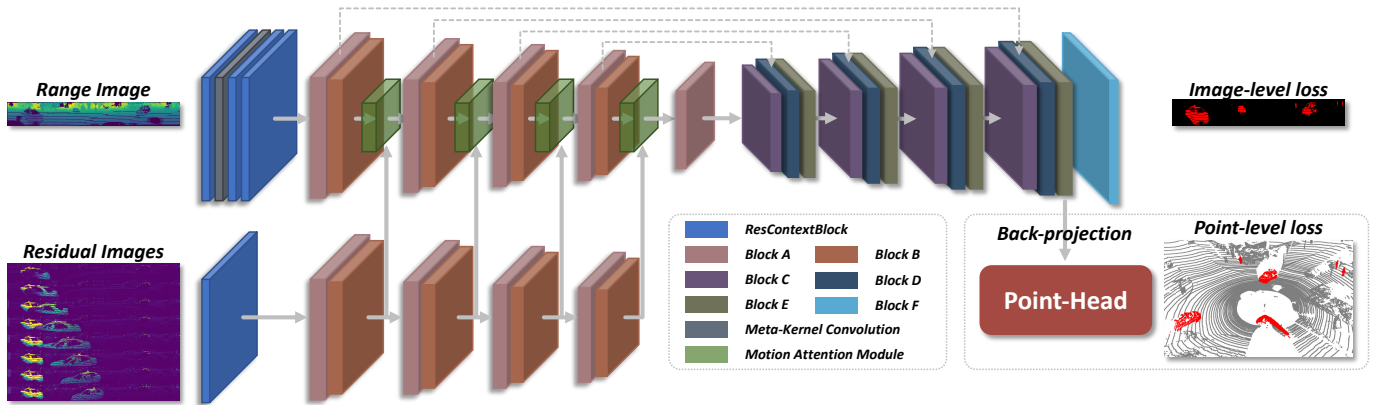 Range Image
Image-level loss
Residual Images
ResContextBlock
Block A
Block B
Block C
Block D
Block E
Block F
Meta-Kernel Convolution
Motion Attention Module
Back-projection
Point-level loss
Point-Head